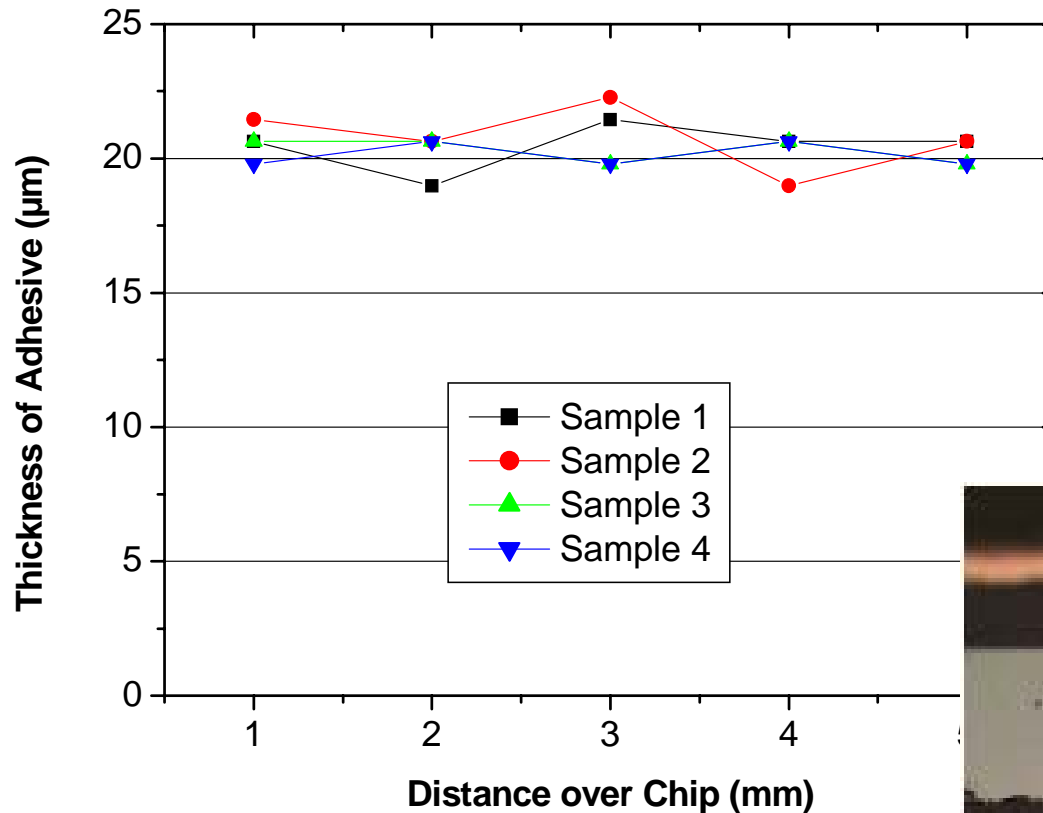 Thickness of Adhesive (µm)
25
20
15
10
5
0
Sample 1
Sample 2
Sample 3
Sample 4
1 2 3 4
Distance over Chip (mm)